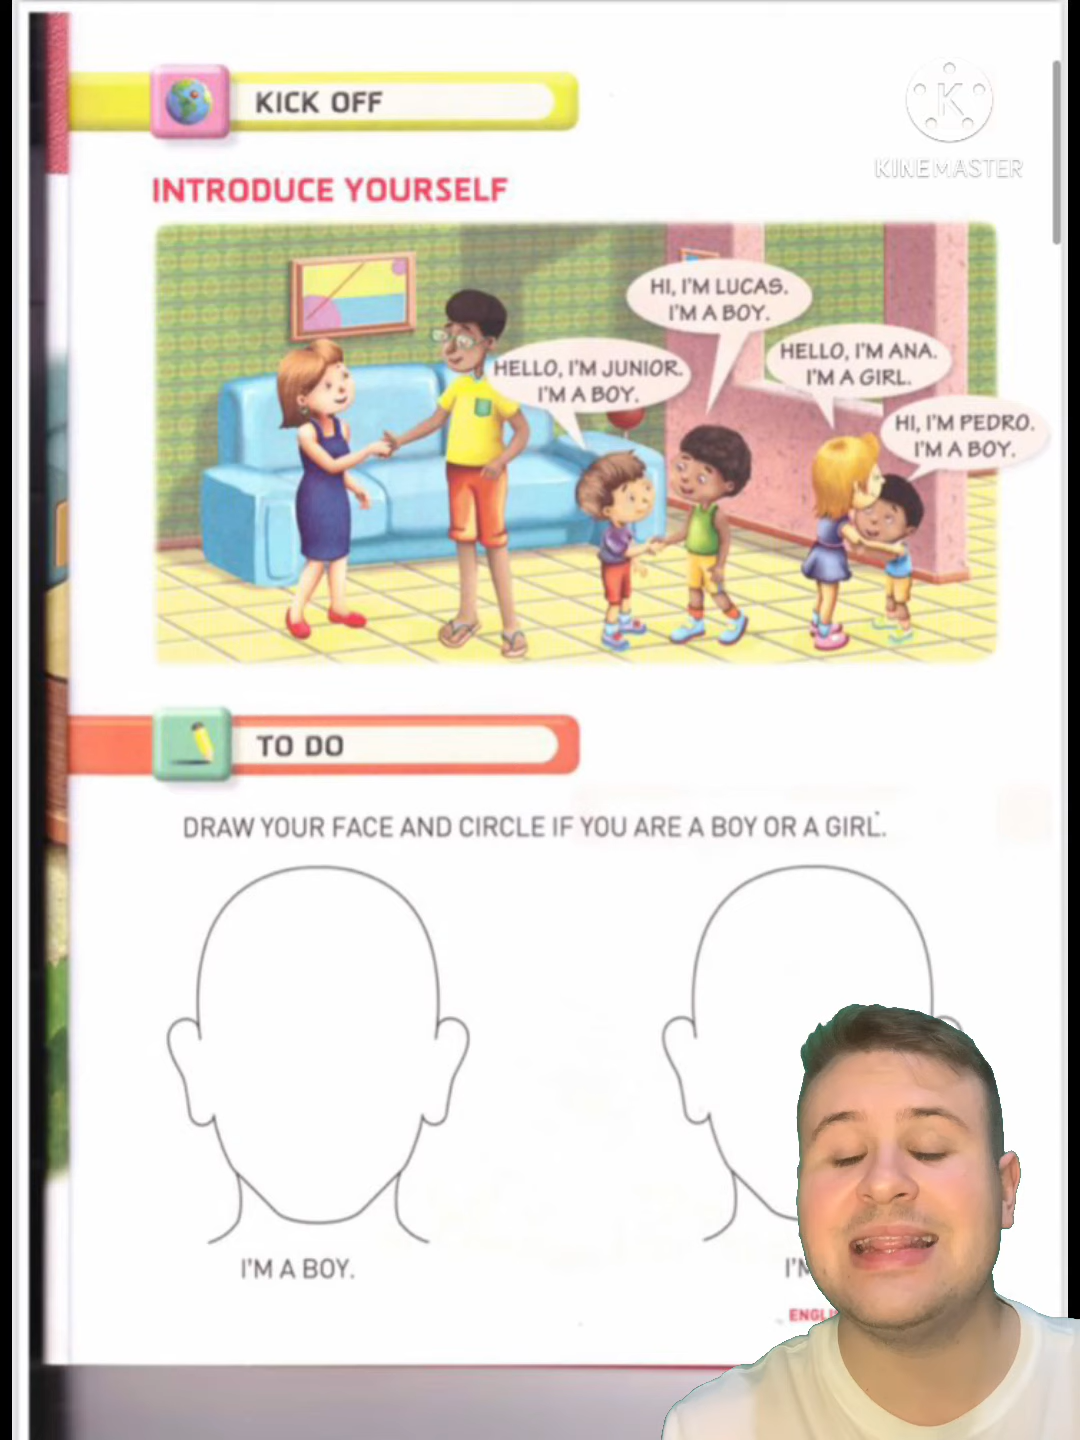 KICK OFF
KINEMASTER
INTRODUCE YOURSELF
HI, I'M LUCAS.
I'M A BOY.
HELLO, I'M JUNIOR.
I'M A BOY.
HELLO, I'M ANA.
I'M A GIRL.
HI, I'M PEDRO.
I'M A BOY.
TO DO
DRAW YOUR FACE AND CIRCLE IF YOU ARE A BOY OR A GIRL.
I'M A BOY.